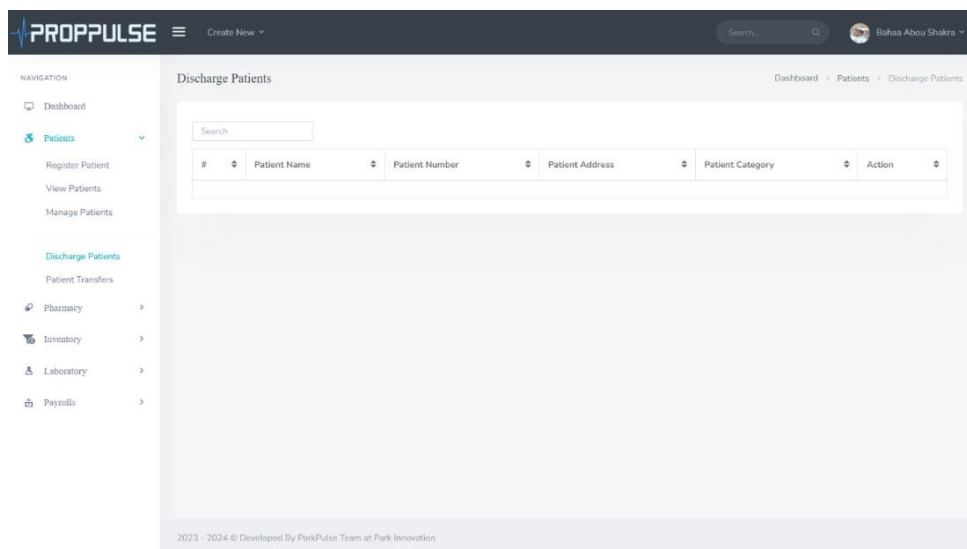 PROPPULSE
Create New
Search...
Bahaa Abou Shakra
NAVIGATION
Dashboard
Patients
Register Patient
View Patients
Manage Patients
Discharge Patients
Patient Transfers
Pharmacy
Inventory
Laboratory
Payrolls
Discharge Patients
Dashboard > Patients > Discharge Patients
Search
# Patient Name Patient Number Patient Address Patient Category Action
2023 - 2024 © Developed By ParkPulse Team at Park Innovation